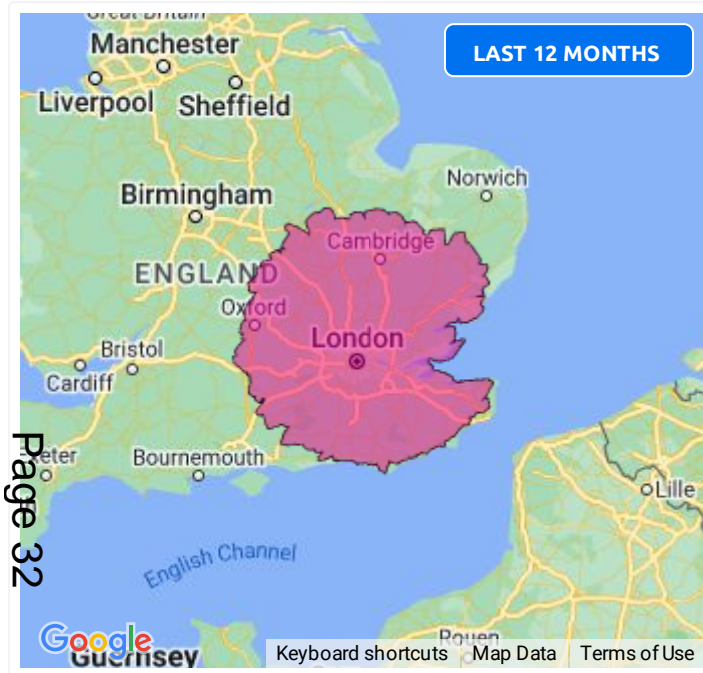 Great Britain
Manchester
LAST 12 MONTHS
Liverpool
Sheffield
Norwich
Birmingham
Cambridge
ENGLAND
Oxford
London
Bristol
Cardiff
Exeter
Bournemouth
Lille
Page 32
English Channel
Google
Rouen
Guernsey
Keyboard shortcuts
Map Data
Terms of Use